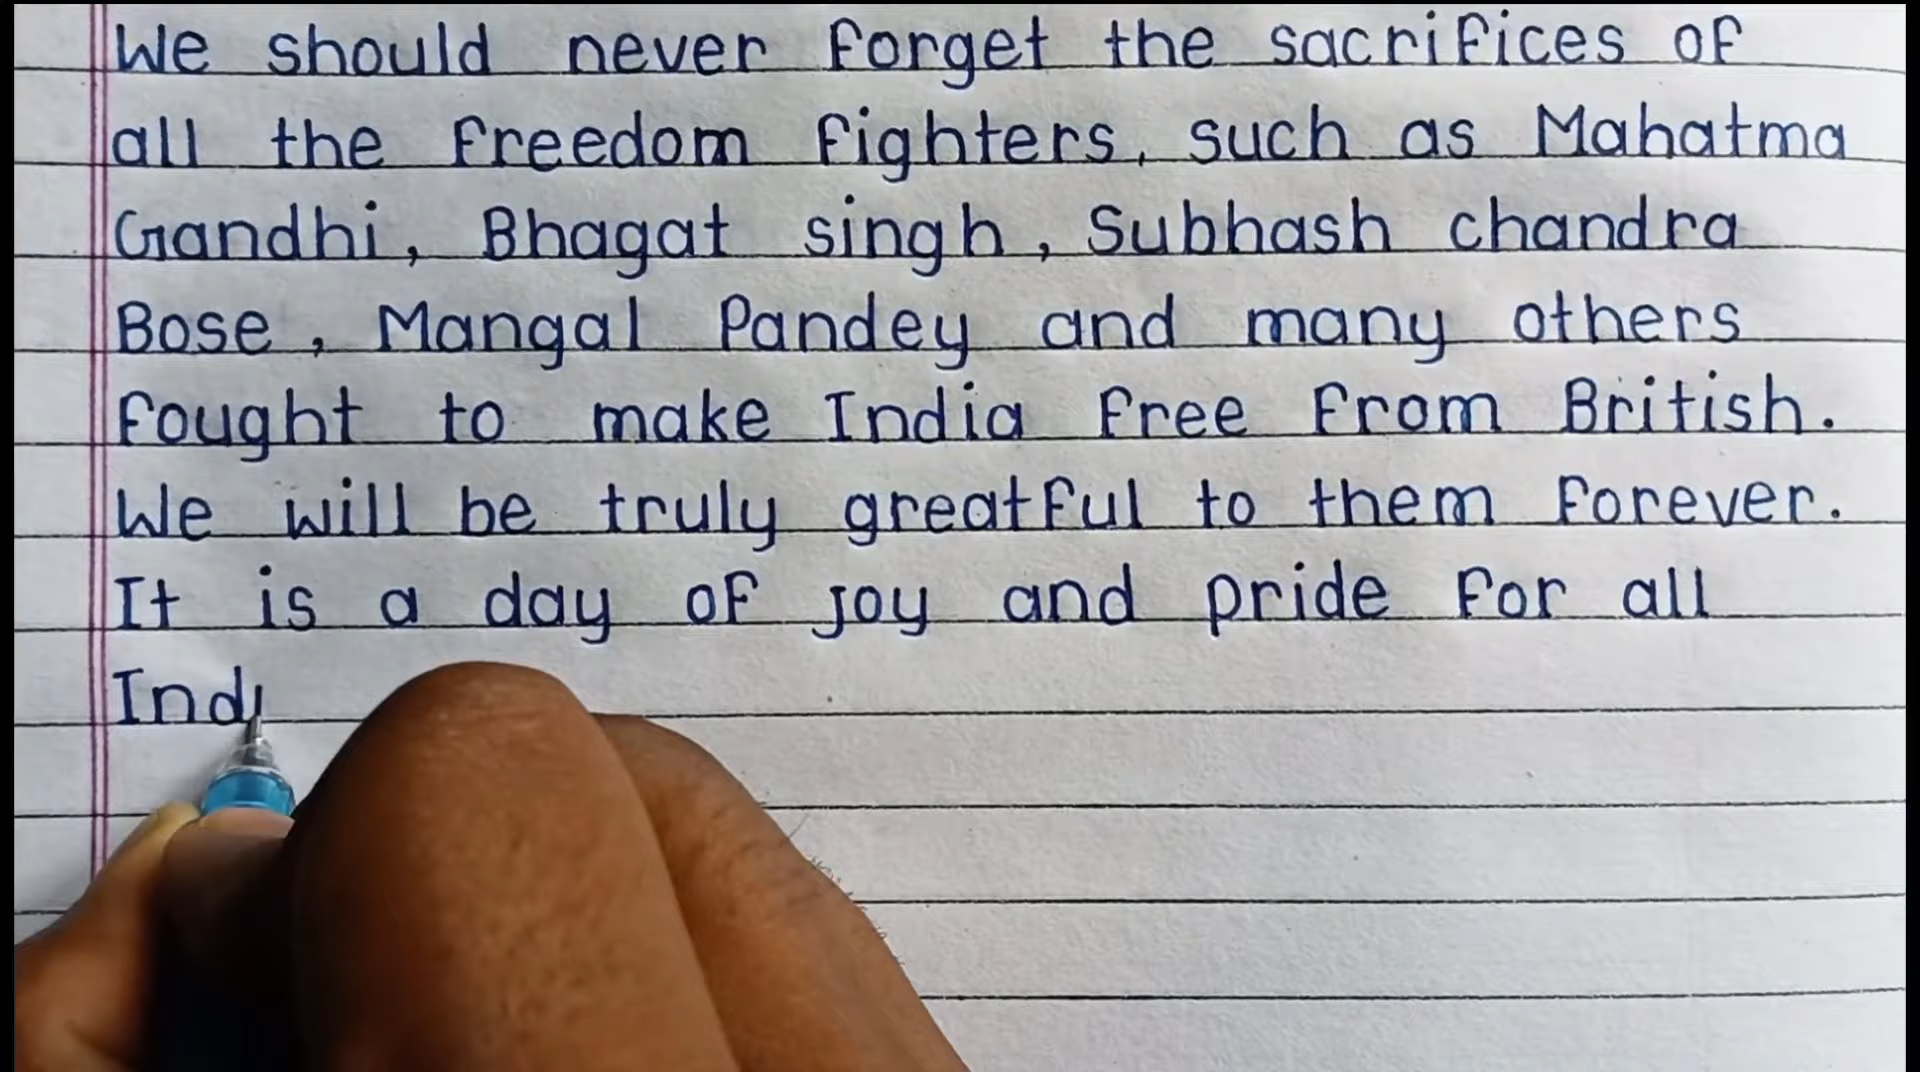 We should never forget the sacrifices of
all the freedom fighters, such as Mahatma
Gandhi, Bhagat singh, Subhash chandra
Bose, Mangal Pandey and many others
fought to make India free from British.
We will be truly greatful to them forever.
It is a day of joy and pride for all
Indi